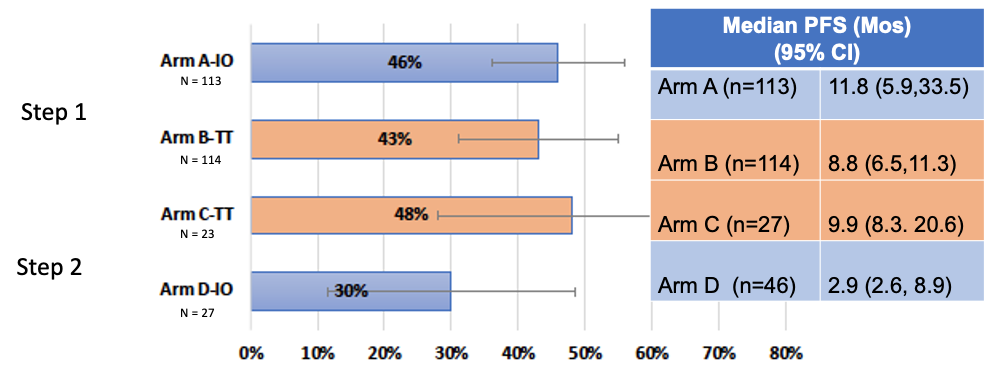 Step 1
Step 2
Arm A-IO
N = 113
46%
Arm B-TT
N = 114
43%
Arm C-TT
N = 23
48%
Arm D-IO
N = 27
30%
0% 10% 20% 30% 40% 50% 60% 70% 80%
Median PFS (Mos)
(95% CI)
Arm A (n=113) 11.8 (5.9,33.5)
Arm B (n=114) 8.8 (6.5,11.3)
Arm C (n=27) 9.9 (8.3. 20.6)
Arm D (n=46) 2.9 (2.6, 8.9)